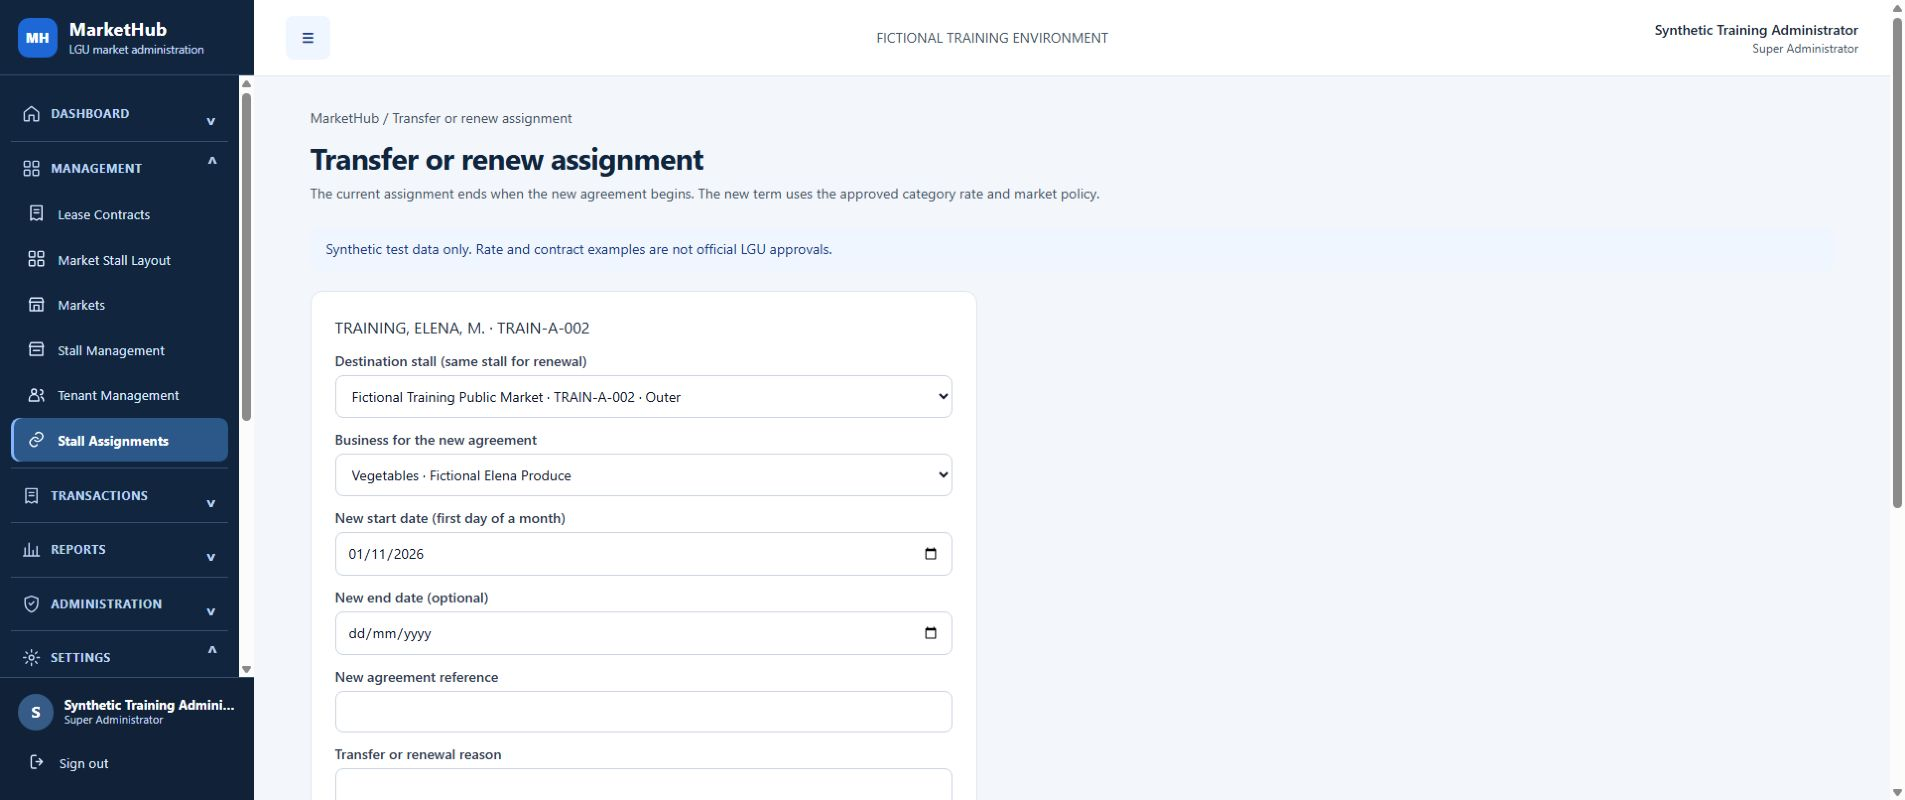 MH
MarketHub
LGU market administration
☰
FICTIONAL TRAINING ENVIRONMENT
Synthetic Training Administrator
Super Administrator
DASHBOARD
MANAGEMENT
Lease Contracts
Market Stall Layout
Markets
Stall Management
Tenant Management
Stall Assignments
TRANSACTIONS
REPORTS
ADMINISTRATION
SETTINGS
S
Synthetic Training Admini...
Super Administrator
Sign out
MarketHub / Transfer or renew assignment
Transfer or renew assignment
The current assignment ends when the new agreement begins. The new term uses the approved category rate and market policy.
Synthetic test data only. Rate and contract examples are not official LGU approvals.
TRAINING, ELENA, M. · TRAIN-A-002
Destination stall (same stall for renewal)
Fictional Training Public Market · TRAIN-A-002 · Outer
Business for the new agreement
Vegetables · Fictional Elena Produce
New start date (first day of a month)
01/11/2026
New end date (optional)
dd/mm/yyyy
New agreement reference
Transfer or renewal reason